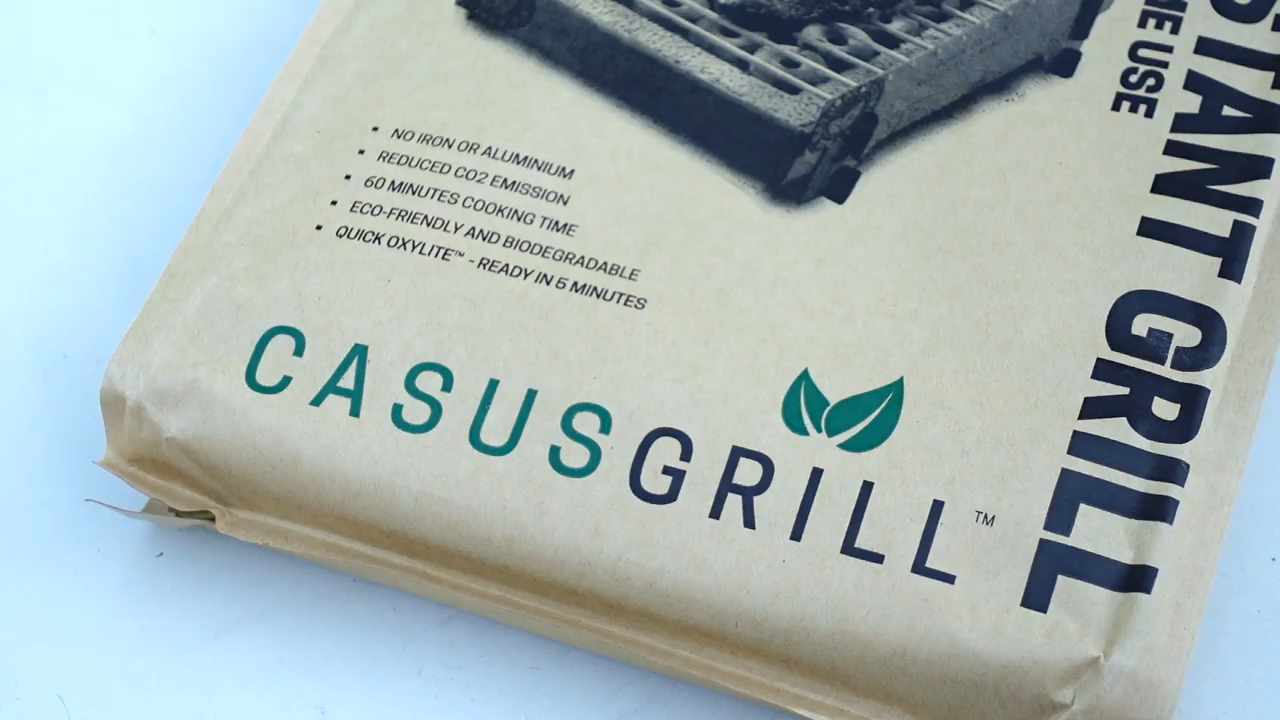 NO IRON OR ALUMINIUM
REDUCED CO2 EMISSION
60 MINUTES COOKING TIME
ECO-FRIENDLY AND BIODEGRADABLE
QUICK OXYLITE™ - READY IN 5 MINUTES
CASUSGRILL™
GRILL
USE